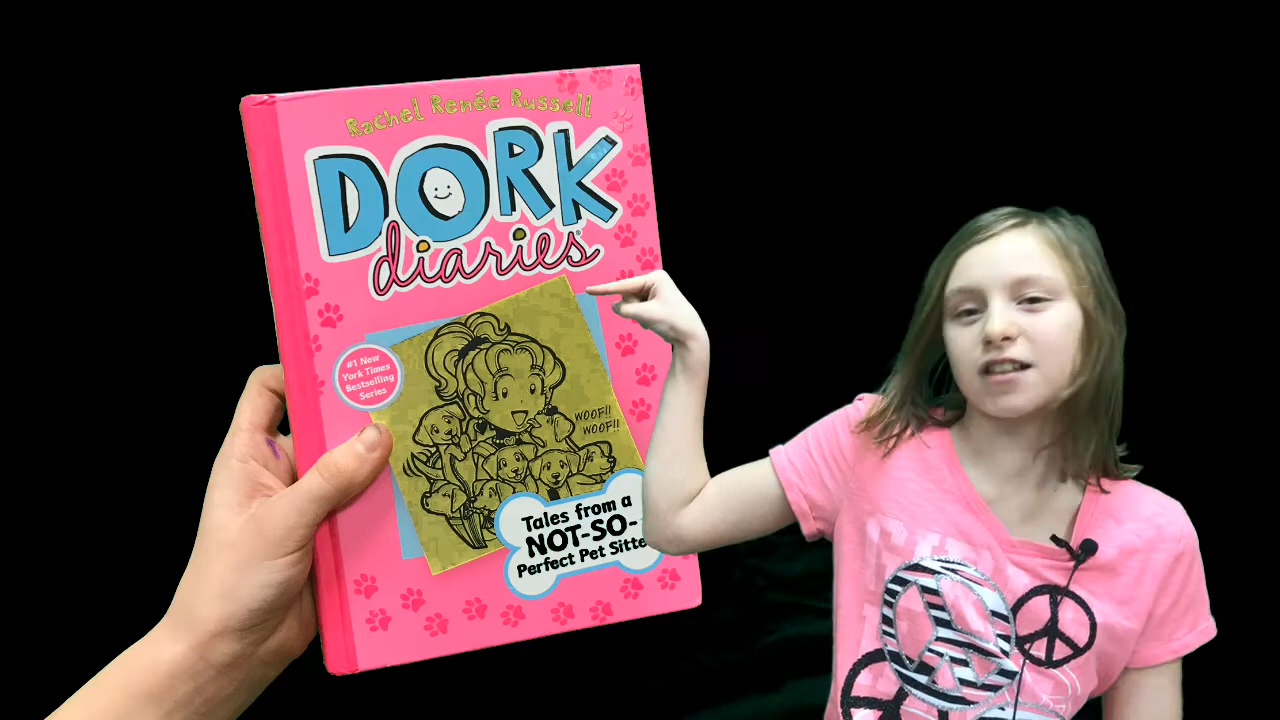 Rachel Renée Russell
DORK
diaries®
#1 New
York Times
Bestselling
Series
WOOF!!
WOOF!!
Tales from a
NOT-SO-
Perfect Pet Sitte